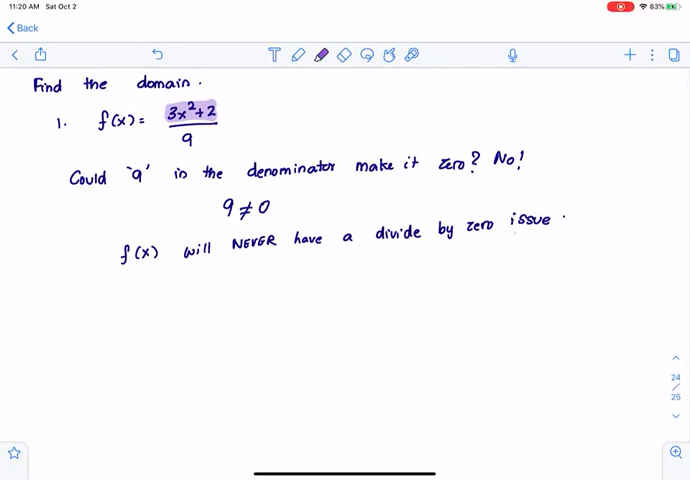 11:20 AM Sat Oct 2
83%
Back
T
Find the domain.
1. f(x) = 3x²+2
9
Could '9' in the denominator make it zero? No!
9 ≠ 0
f(x) will NEVER have a divide by zero issue.
24
/
25